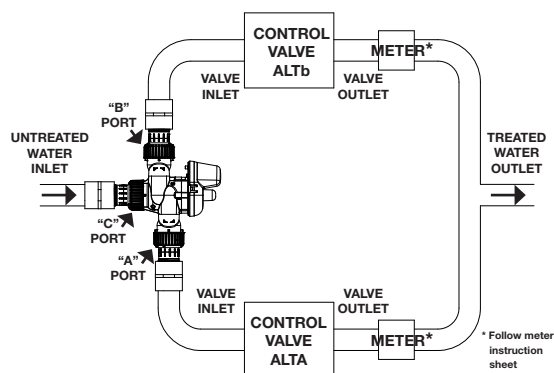 CONTROL
VALVE
ALTb
METER*
VALVE
INLET
VALVE
OUTLET
"B"
PORT
UNTREATED
WATER
INLET
TREATED
WATER
OUTLET
"C"
PORT
"A"
PORT
VALVE
INLET
VALVE
OUTLET
CONTROL
VALVE
ALTA
METER*
* Follow meter
instruction
sheet